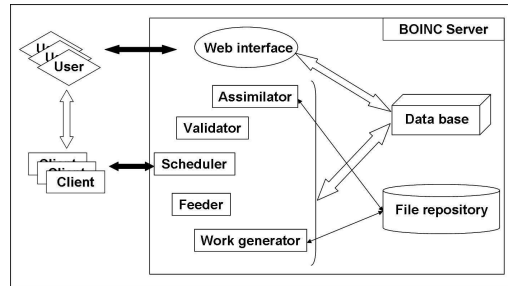 BOINC Server
User
Web interface
Assimilator
Data base
Validator
Client
Scheduler
Feeder
File repository
Work generator